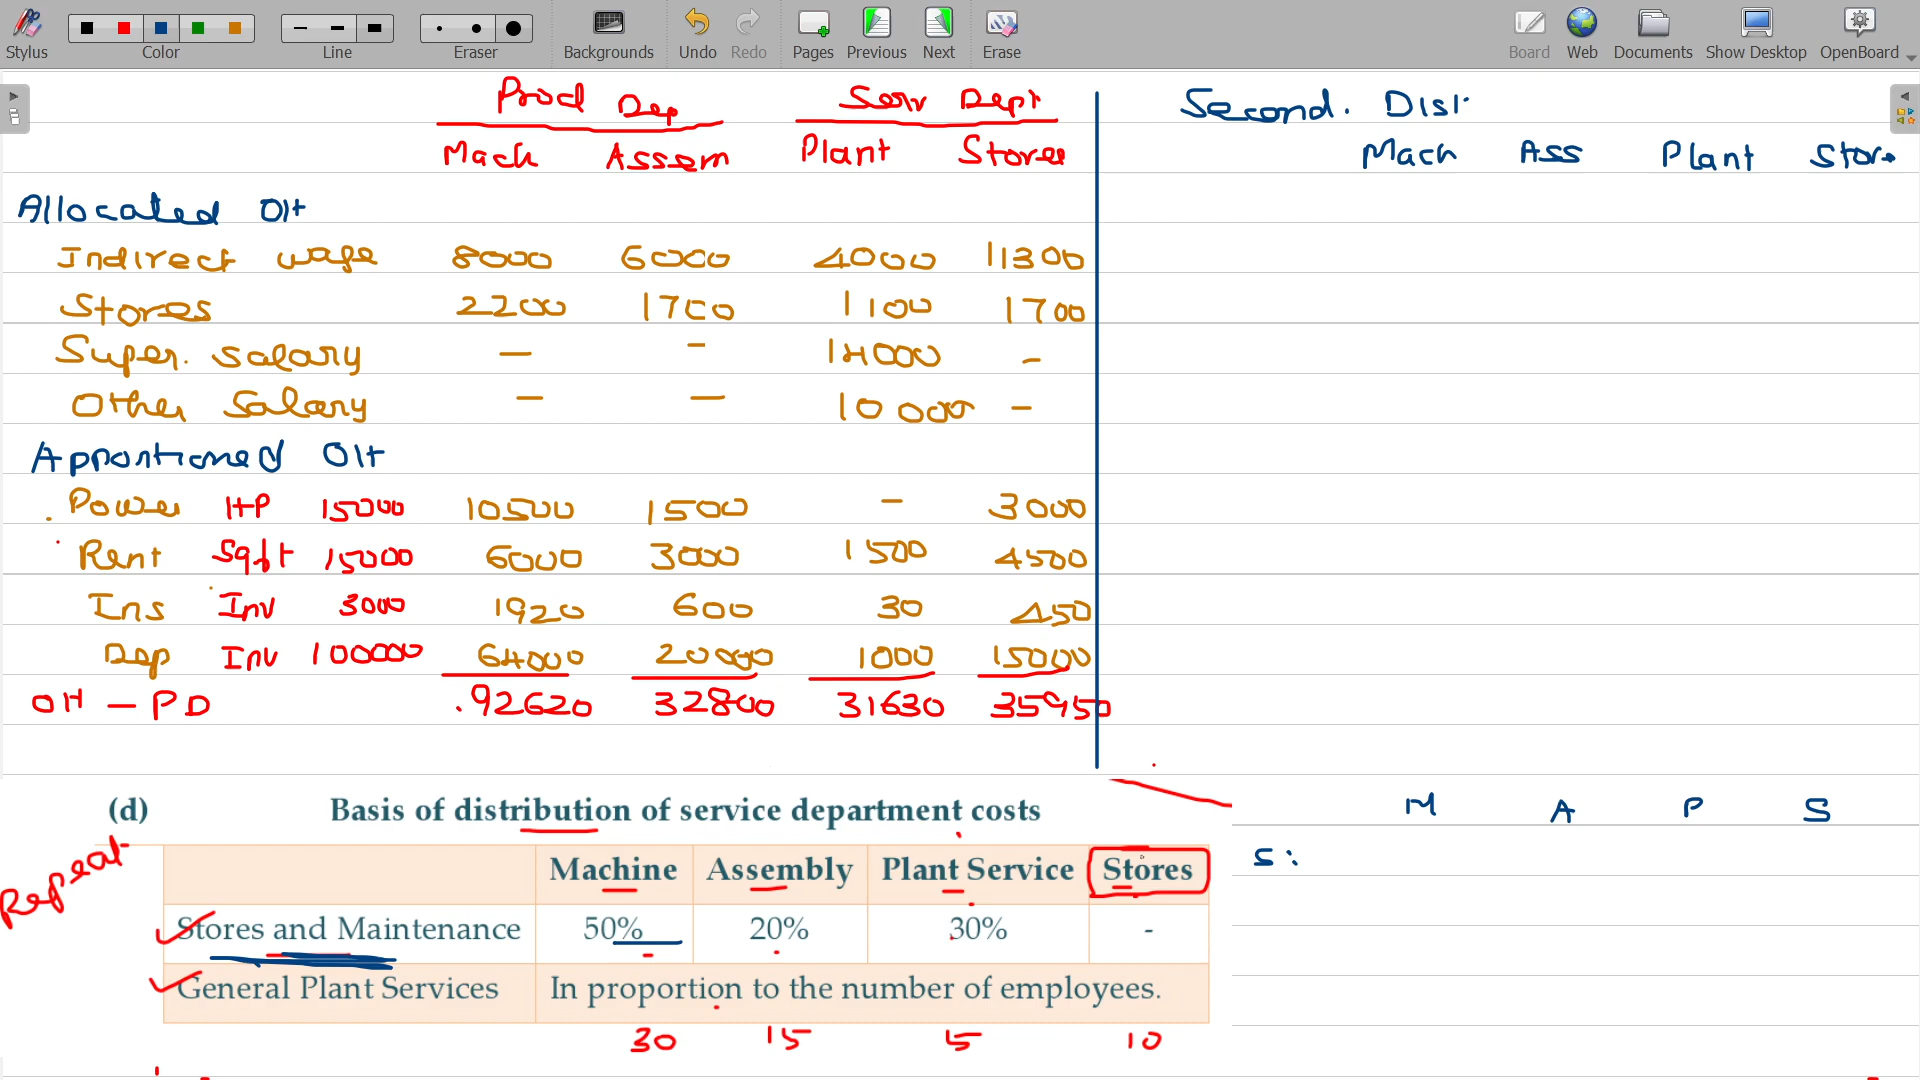 Stylus Color Line Eraser Backgrounds Undo Redo Pages Previous Next Erase Board Web Documents Show Desktop OpenBoard
Prod Dep Serv Dept
Mach Assem Plant Stores
Allocated OH
Indirect wage 8000 6000 4000 11300
Stores 2200 1700 1100 1700
Super. salary — - 14000 -
Other Salary - - 10000 -
Apportioned OH
Power HP 15000 10500 1500 - 3000
Rent Sqft 15000 6000 3000 1500 4500
Ins Inv 3000 1920 600 30 450
Dep Inv 100000 64000 20000 1000 15000
OH - PD 92620 32800 31630 35950
Second. Dist.
Mach Ass Plant Store
(d) Basis of distribution of service department costs
Repeat
Machine Assembly Plant Service Stores
Stores and Maintenance 50% 20% 30% -
General Plant Services In proportion to the number of employees.
30 15 5 10
M A P S
S: